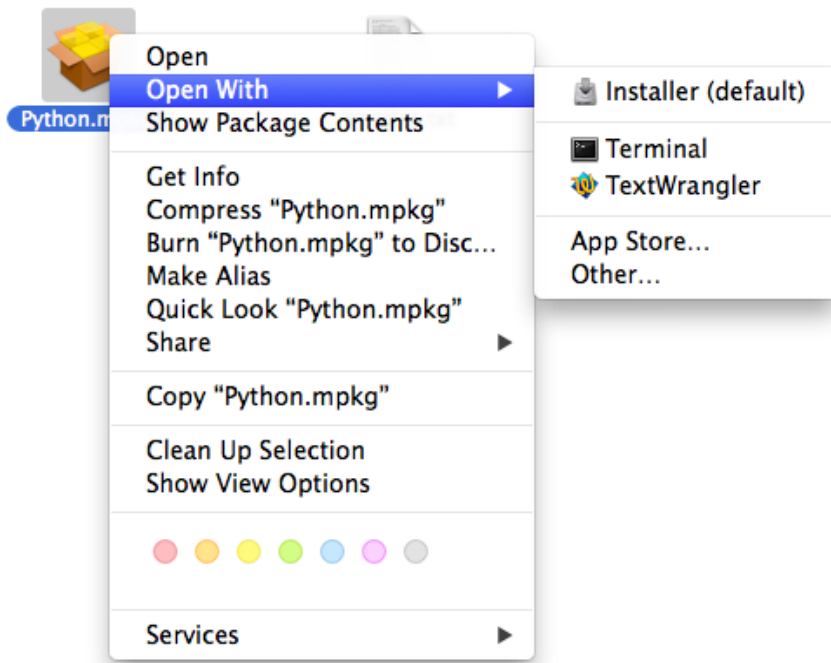 Python.m
Open
Open With
Show Package Contents
Get Info
Compress “Python.mpkg”
Burn “Python.mpkg” to Disc...
Make Alias
Quick Look “Python.mpkg”
Share
Copy “Python.mpkg”
Clean Up Selection
Show View Options
Services
Installer (default)
Terminal
TextWrangler
App Store...
Other...